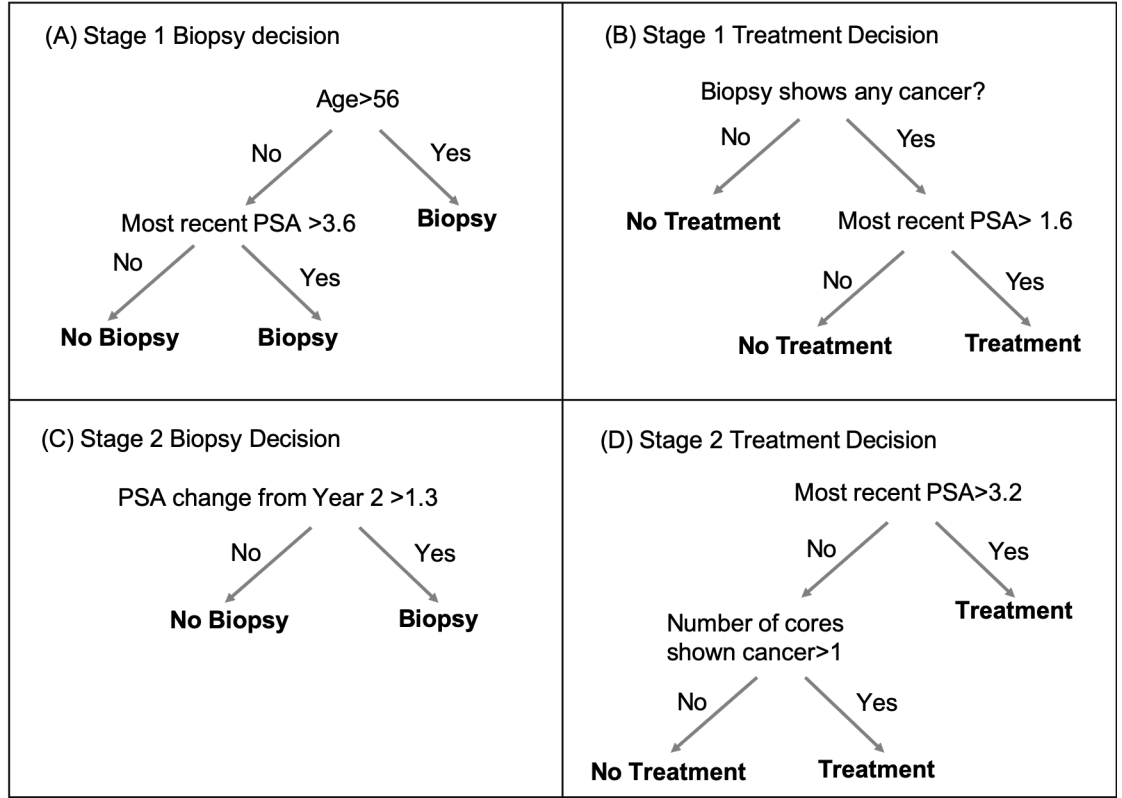 (A) Stage 1 Biopsy decision
Age>56
No
Yes
Most recent PSA >3.6
Biopsy
No
Yes
No Biopsy
Biopsy
(B) Stage 1 Treatment Decision
Biopsy shows any cancer?
No
Yes
No Treatment
Most recent PSA> 1.6
No
Yes
No Treatment
Treatment
(C) Stage 2 Biopsy Decision
PSA change from Year 2 >1.3
No
Yes
No Biopsy
Biopsy
(D) Stage 2 Treatment Decision
Most recent PSA>3.2
No
Yes
Treatment
Number of cores
shown cancer>1
No
Yes
No Treatment
Treatment